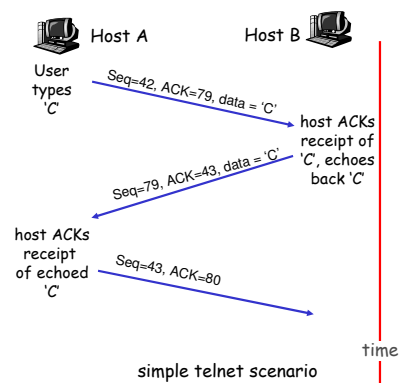 Host A
Host B
User
types
‘C’
Seq=42, ACK=79, data = ‘C’
host ACKs
receipt of
‘C’, echoes
back ‘C’
Seq=79, ACK=43, data = ‘C’
host ACKs
receipt
of echoed
‘C’
Seq=43, ACK=80
time
simple telnet scenario